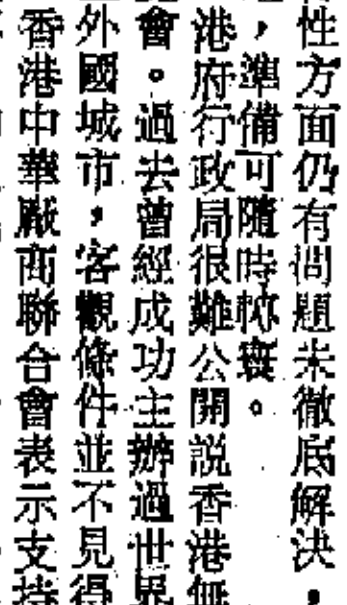 性方面仍有問題未徹底解決，
，準備可隨時。
港府行政局很難公開説香港無
會。過去曾經成功主辦過世界
外國城市，客觀條件並不見得
香港中華厰商聯合會表示支持